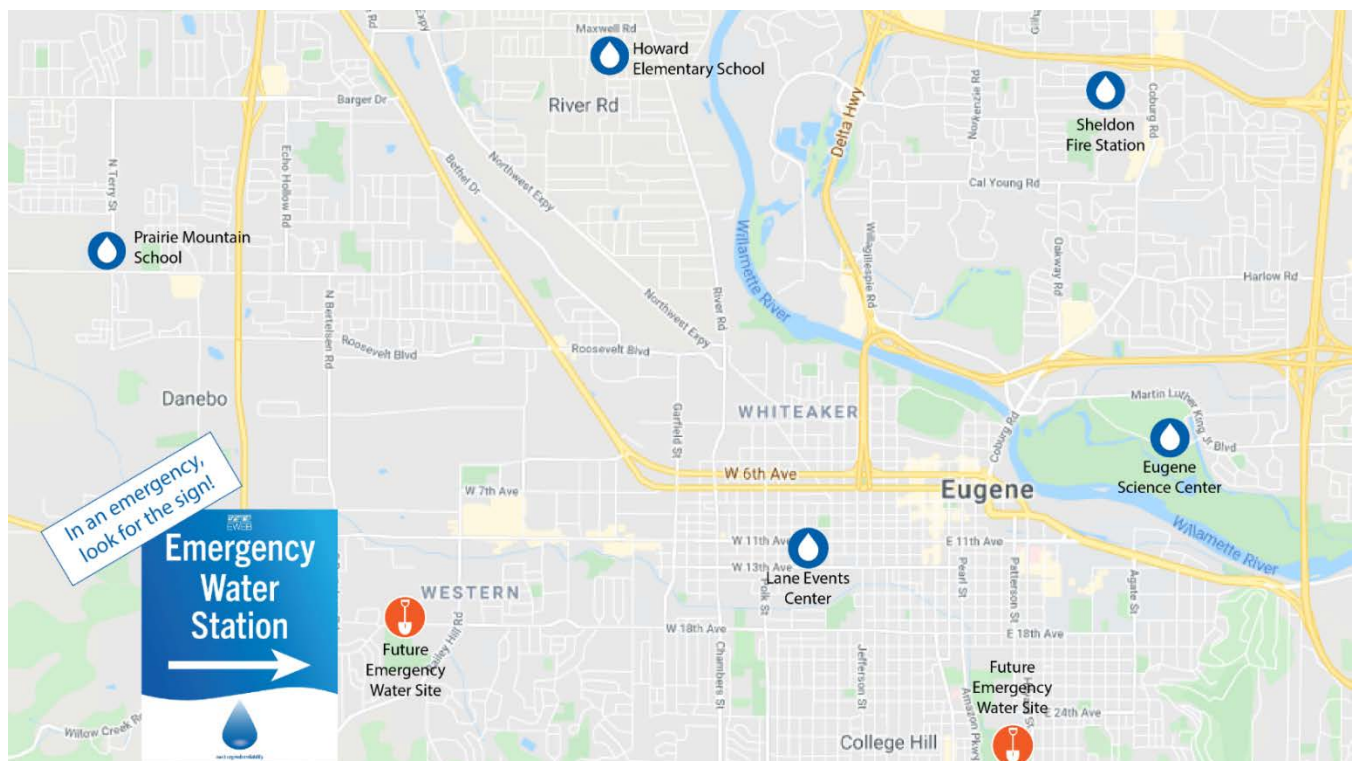 Maxwell Rd
Howard
Elementary School
River Rd
Barger Dr
Expy
Rd
Delta Hwy
Norkenzie Rd
Coburg Rd
Sheldon
Fire Station
N Terry St
Echo Hollow Rd
Bethel Dr
Northwest Expy
Cal Young Rd
Prairie Mountain
School
Willamette River
Willagillespie Rd
Oakway Rd
Harlow Rd
N Bertelsen Rd
Northwest Expy
River Rd
Roosevelt Blvd
Roosevelt Blvd
Danebo
Garfield St
WHITEAKER
Coburg Rd
Martin Luther King Jr Blvd
Eugene
Science Center
W 6th Ave
W 7th Ave
Eugene
In an emergency,
look for the sign!
EWEB
Emergency
Water
Station
W 11th Ave
E 11th Ave
W 13th Ave
Lane Events
Center
Polk St
Pearl St
Patterson St
Agate St
Willamette River
WESTERN
Future
Emergency
Water Site
W 18th Ave
E 18th Ave
Chambers St
Jefferson St
Future
Emergency
Water Site
Amazon Pkwy
E 24th Ave
Willow Creek Rd
College Hill